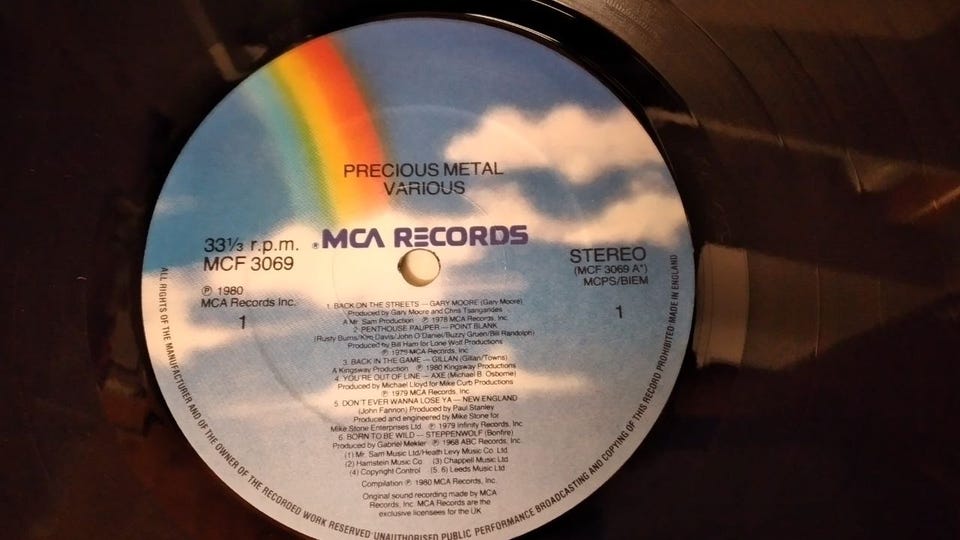 PRECIOUS METAL
VARIOUS
33⅓ r.p.m.
MCF 3069
® MCA RECORDS
STEREO
(MCF 3069 A*)
MCPS/BIEM
℗ 1980
MCA Records Inc.
1
1
1. BACK ON THE STREETS — GARY MOORE (Gary Moore)
Produced by Gary Moore and Chris Tsangarides
A Mr. Sam Production ℗ 1978 MCA Records, Inc.
2. PENTHOUSE PAUPER — POINT BLANK
(Rusty Burns/Kim Davis/John O'Daniel/Buzzy Gruen/Bill Randolph)
Produced by Bill Ham for Lone Wolf Productions
℗ 1979 MCA Records, Inc
3. BACK IN THE GAME — GILLAN (Gillan/Towns)
A Kingsway Production ℗ 1980 Kingsway Productions
4. YOU'RE OUT OF LINE — AXE (Michael B. Osborne)
Produced by Michael Lloyd for Mike Curb Productions
℗ 1979 MCA Records, Inc
5. DON'T EVER WANNA LOSE YA — NEW ENGLAND
(John Fannon) Produced by Paul Stanley
Produced and engineered by Mike Stone for
Mike Stone Enterprises Ltd. ℗ 1979 Infinity Records, Inc
6. BORN TO BE WILD — STEPPENWOLF (Bonfire)
Produced by Gabriel Mekler ℗ 1968 ABC Records, Inc.
(1) Mr. Sam Music Ltd/Heath Levy Music Co. Ltd
(2) Hamstein Music Co (3) Chappell Music Ltd
(4) Copyright Control (5, 6) Leeds Music Ltd
Compilation ℗ 1980 MCA Records, Inc.
Original sound recording made by MCA
Records, Inc. MCA Records are the
exclusive licensees for the UK
ALL RIGHTS OF THE MANUFACTURER AND OF THE OWNER OF THE RECORDED WORK RESERVED UNAUTHORISED PUBLIC PERFORMANCE BROADCASTING AND COPYING OF THIS RECORD PROHIBITED MADE IN ENGLAND